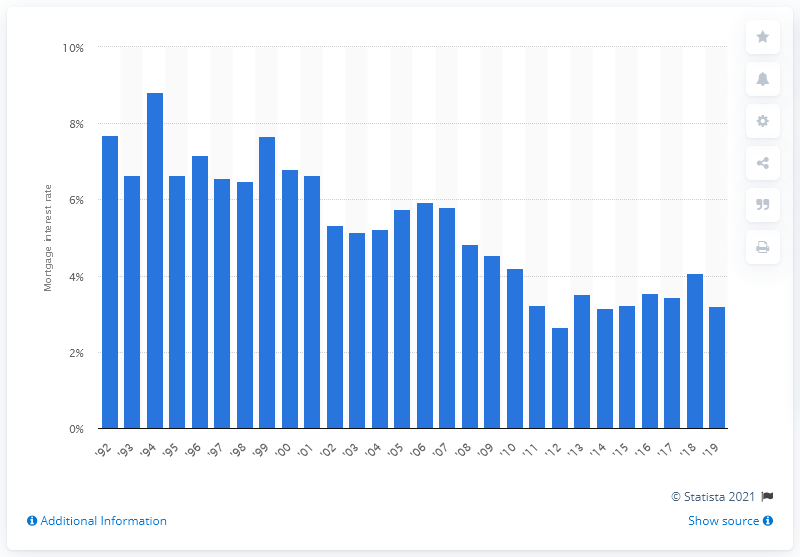 10%
8%
6%
4%
2%
0%
Mortgage interest rate
'92 '93 '94 '95 '96 '97 '98 '99 '00 '01 '02 '03 '04 '05 '06 '07 '08 '09 '10 '11 '12 '13 '14 '15 '16 '17 '18 '19
© Statista 2021
Additional Information
Show source